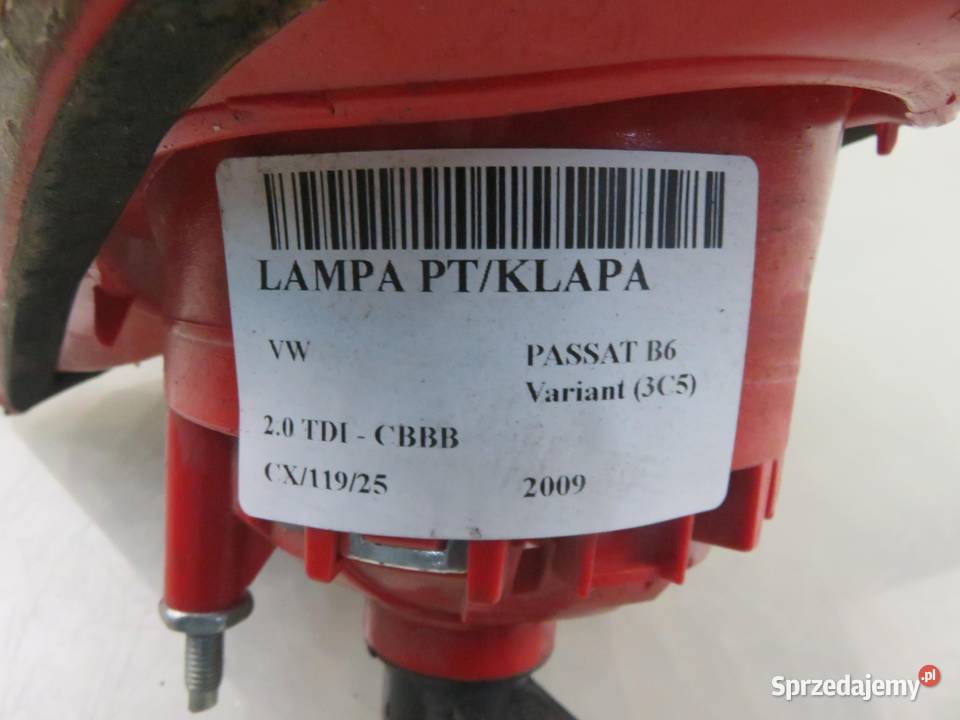 LAMPA PT/KLAPA
VW
PASSAT B6
Variant (3C5)
2.0 TDI - CBBB
CX/119/25
2009
Sprzedajemy.pl